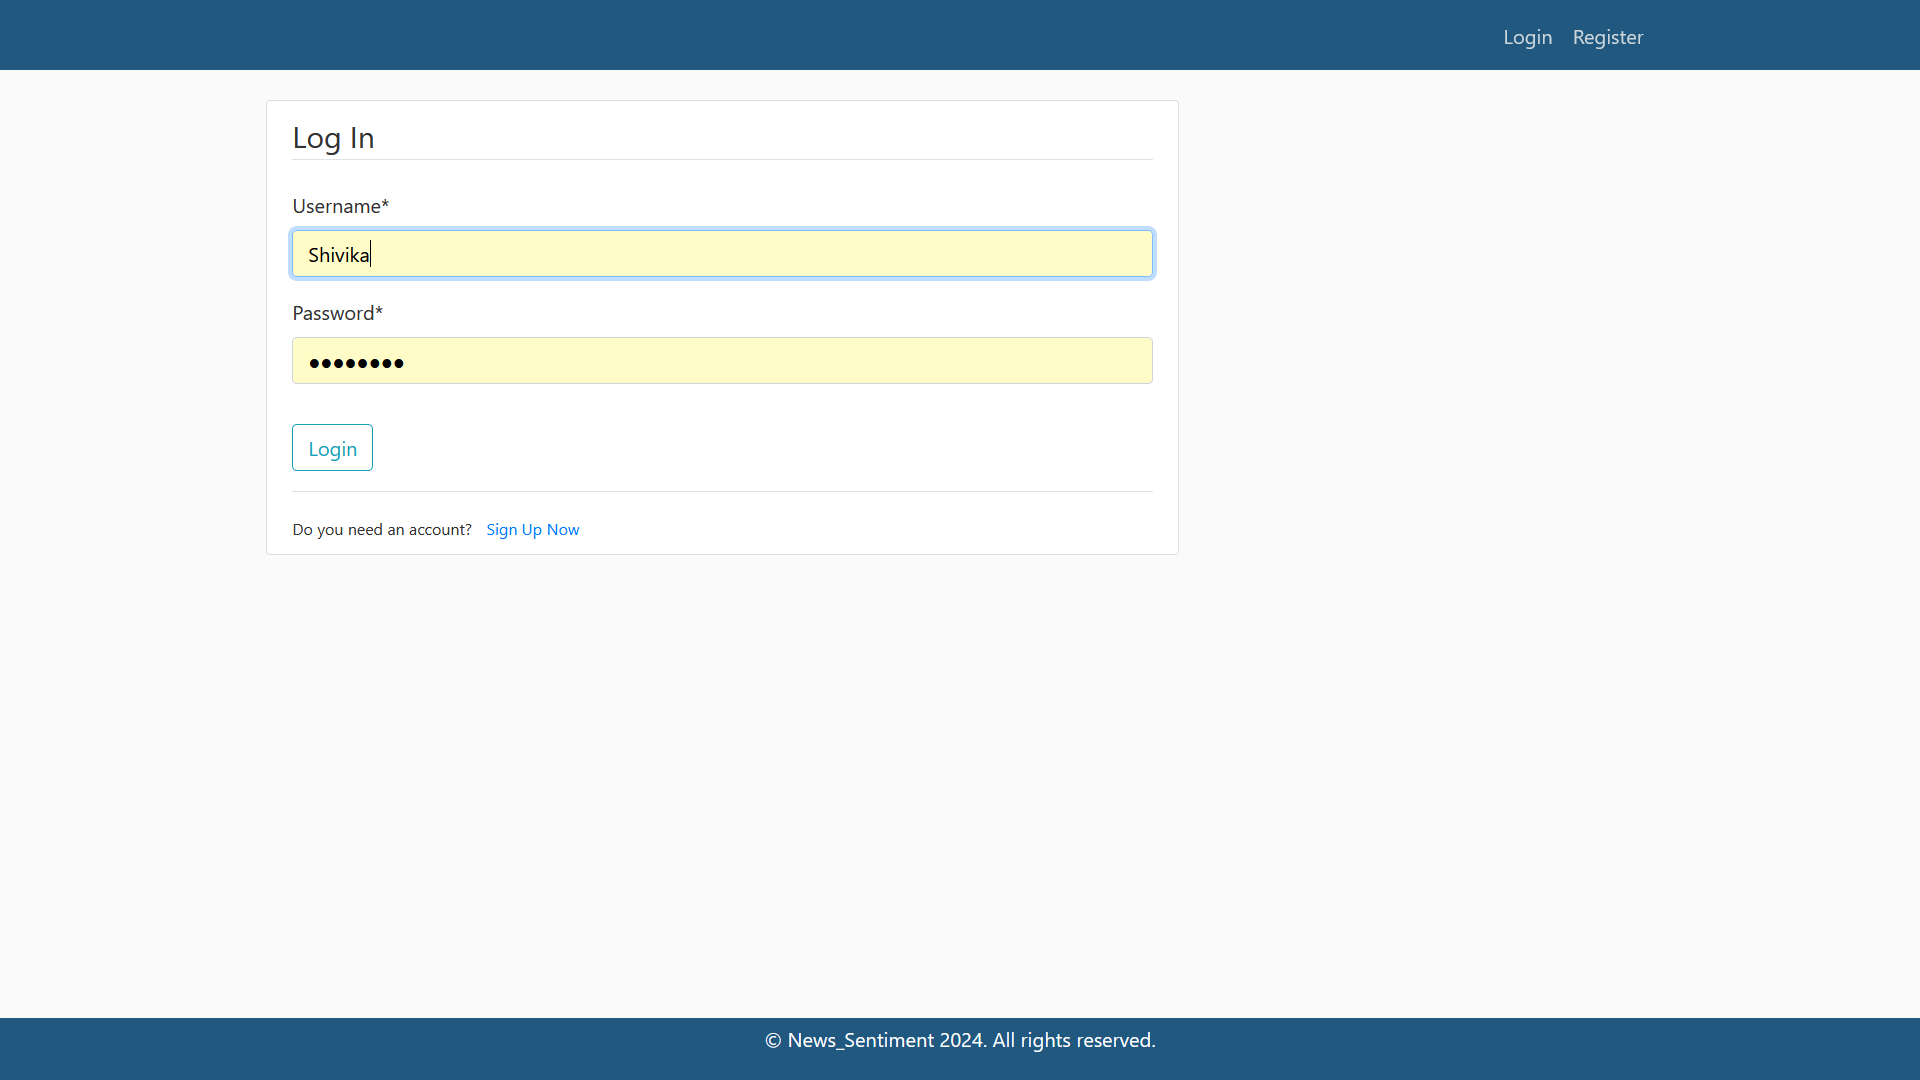 Login Register
Log In
Username*
Shivika
Password*
●●●●●●●●
Login
Do you need an account? Sign Up Now
© News_Sentiment 2024. All rights reserved.